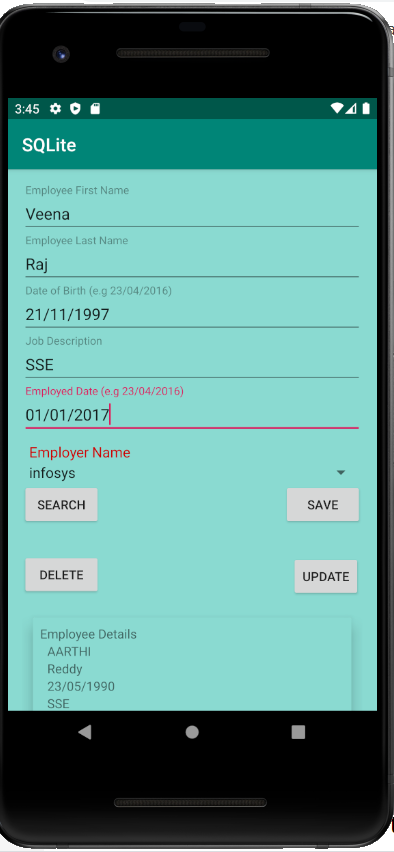 3:45
SQLite
Employee First Name
Veena
Employee Last Name
Raj
Date of Birth (e.g 23/04/2016)
21/11/1997
Job Description
SSE
Employed Date (e.g 23/04/2016)
01/01/2017
Employer Name
infosys
SEARCH SAVE
DELETE UPDATE
Employee Details
AARTHI
Reddy
23/05/1990
SSE